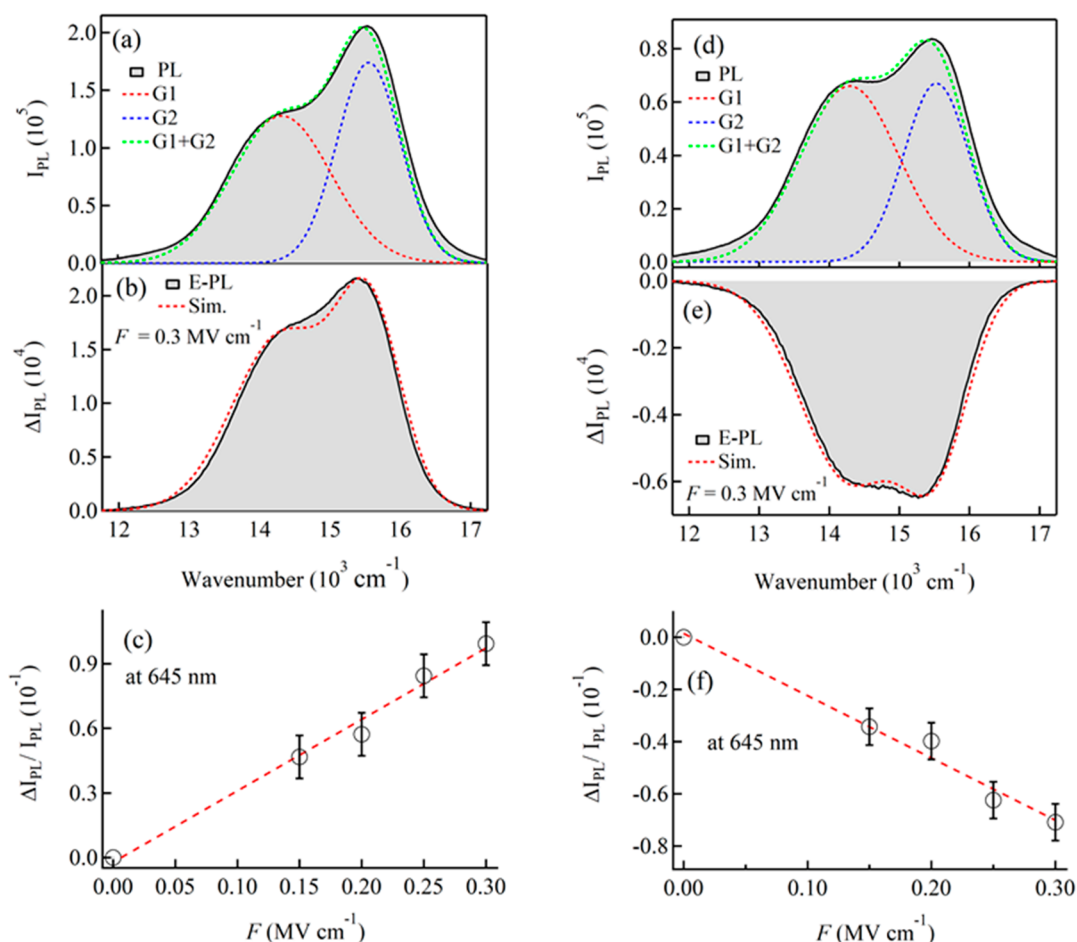 (a)
PL
G1
G2
G1+G2
I_PL (10^5)
2.0
1.5
1.0
0.5
0.0
(b)
E-PL
Sim.
F = 0.3 MV cm^-1
ΔI_PL (10^4)
2.0
1.5
1.0
0.5
0.0
12 13 14 15 16 17
Wavenumber (10^3 cm^-1)
(c)
at 645 nm
ΔI_PL/ I_PL (10^-1)
0.9
0.6
0.3
0.0
0.00 0.05 0.10 0.15 0.20 0.25 0.30
F (MV cm^-1)
(d)
PL
G1
G2
G1+G2
I_PL (10^5)
0.8
0.6
0.4
0.2
0.0
(e)
E-PL
Sim.
F = 0.3 MV cm^-1
ΔI_PL (10^4)
0.0
-0.2
-0.4
-0.6
12 13 14 15 16 17
Wavenumber (10^3 cm^-1)
(f)
at 645 nm
ΔI_PL/ I_PL (10^-1)
0.0
-0.2
-0.4
-0.6
-0.8
0.00 0.10 0.20 0.30
F (MV cm^-1)